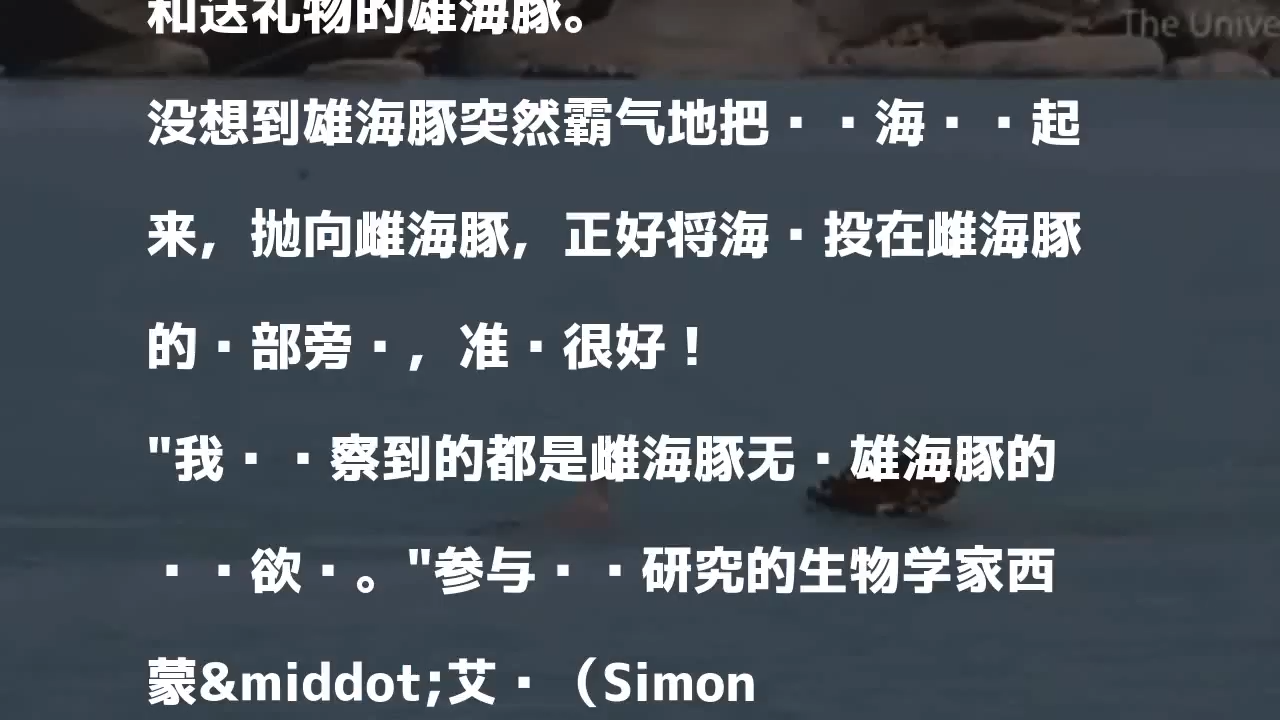 The Unive
和送礼物的雄海豚。
没想到雄海豚突然霸气地把··海··起
来，抛向雌海豚，正好将海·投在雌海豚
的·部旁·，准·很好！
"我··察到的都是雌海豚无·雄海豚的
··欲·。"参与··研究的生物学家西
蒙&middot;艾·（Simon